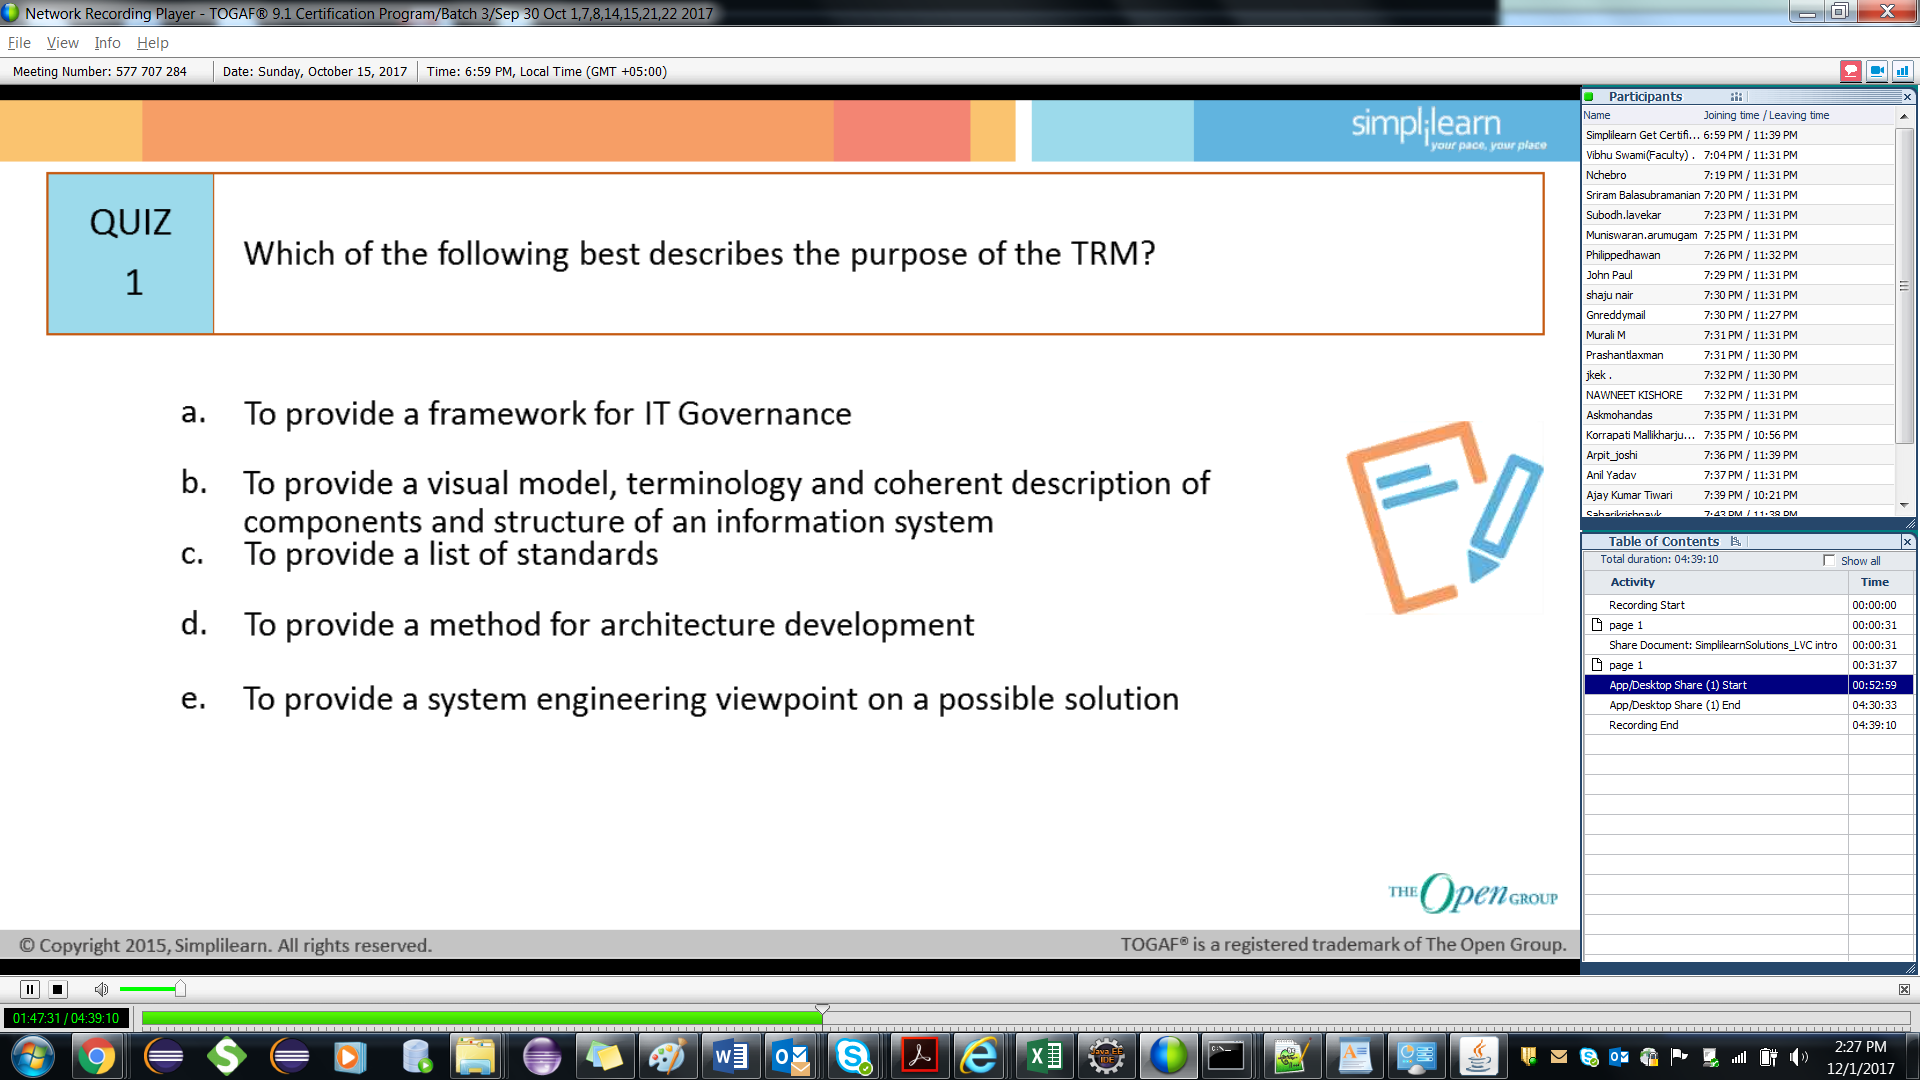 Network Recording Player - TOGAF® 9.1 Certification Program/Batch 3/Sep 30 Oct 1,7,8,14,15,21,22 2017
File View Info Help
Meeting Number: 577 707 284 Date: Sunday, October 15, 2017 Time: 6:59 PM, Local Time (GMT +05:00)
simplilearn
your pace, your place
QUIZ
1
Which of the following best describes the purpose of the TRM?
a. To provide a framework for IT Governance
b. To provide a visual model, terminology and coherent description of
components and structure of an information system
c. To provide a list of standards
d. To provide a method for architecture development
e. To provide a system engineering viewpoint on a possible solution
THE Open GROUP
© Copyright 2015, Simplilearn. All rights reserved.
TOGAF® is a registered trademark of The Open Group.
Participants
Name Joining time / Leaving time
Simplilearn Get Certifi... 6:59 PM / 11:39 PM
Vibhu Swami(Faculty) . 7:04 PM / 11:31 PM
Nchebro 7:19 PM / 11:31 PM
Sriram Balasubramanian 7:20 PM / 11:31 PM
Subodh.lavekar 7:23 PM / 11:31 PM
Muniswaran.arumugam 7:25 PM / 11:31 PM
Philippedhawan 7:26 PM / 11:32 PM
John Paul 7:29 PM / 11:31 PM
shaju nair 7:30 PM / 11:31 PM
Gnreddymail 7:30 PM / 11:27 PM
Murali M 7:31 PM / 11:31 PM
Prashantlaxman 7:31 PM / 11:30 PM
jkek . 7:32 PM / 11:30 PM
NAWNEET KISHORE 7:32 PM / 11:31 PM
Askmohandas 7:35 PM / 11:31 PM
Korrapati Mallikharju... 7:35 PM / 10:56 PM
Arpit_joshi 7:36 PM / 11:39 PM
Anil Yadav 7:37 PM / 11:31 PM
Ajay Kumar Tiwari 7:39 PM / 10:21 PM
Sabarikrishnavk 7:43 PM / 11:38 PM
Table of Contents
Total duration: 04:39:10 Show all
Activity Time
Recording Start 00:00:00
page 1 00:00:31
Share Document: SimplilearnSolutions_LVC intro 00:00:31
page 1 00:31:37
App/Desktop Share (1) Start 00:52:59
App/Desktop Share (1) End 04:30:33
Recording End 04:39:10
01:47:31 / 04:39:10
2:27 PM
12/1/2017